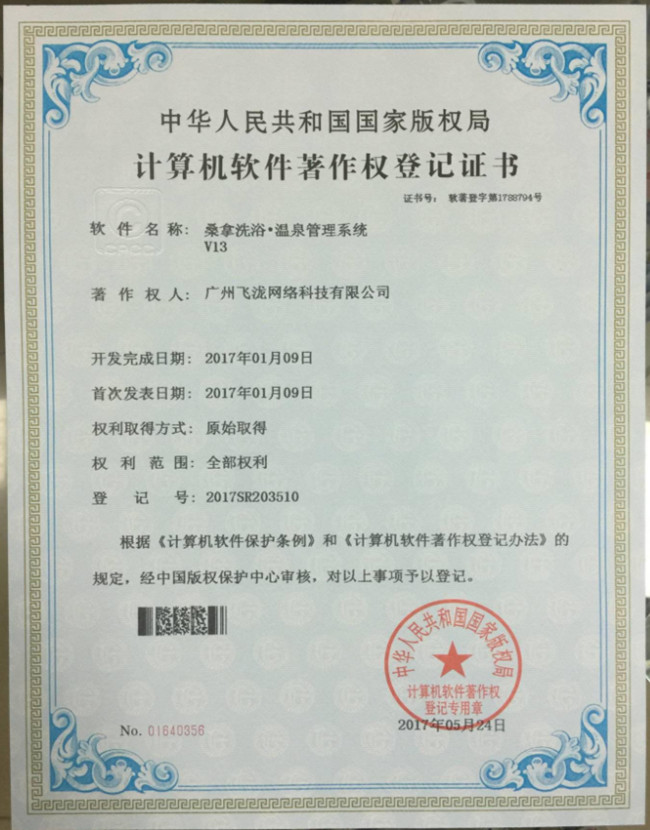 中华人民共和国国家版权局
计算机软件著作权登记证书
证书号： 软著登字第1788794号
软件名称： 桑拿洗浴•温泉管理系统
V13
著作权人： 广州飞泷网络科技有限公司
开发完成日期： 2017年01月09日
首次发表日期： 2017年01月09日
权利取得方式： 原始取得
权利范围： 全部权利
登记号： 2017SR203510
根据《计算机软件保护条例》和《计算机软件著作权登记办法》的
规定，经中国版权保护中心审核，对以上事项予以登记。
中华人民共和国国家版权局
计算机软件著作权
登记专用章
2017年05月24日
No. 01640356
CPCC